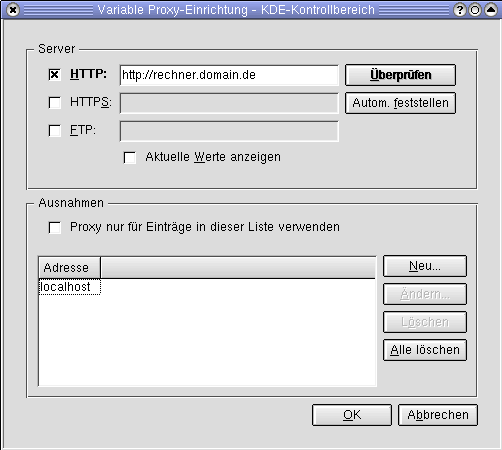 Variable Proxy-Einrichtung - KDE-Kontrollbereich
Server
HTTP: http://rechner.domain.de Überprüfen
HTTPS: Autom. feststellen
FTP:
Aktuelle Werte anzeigen
Ausnahmen
Proxy nur für Einträge in dieser Liste verwenden
Adresse Neu...
localhost
Ändern...
Löschen
Alle löschen
OK Abbrechen